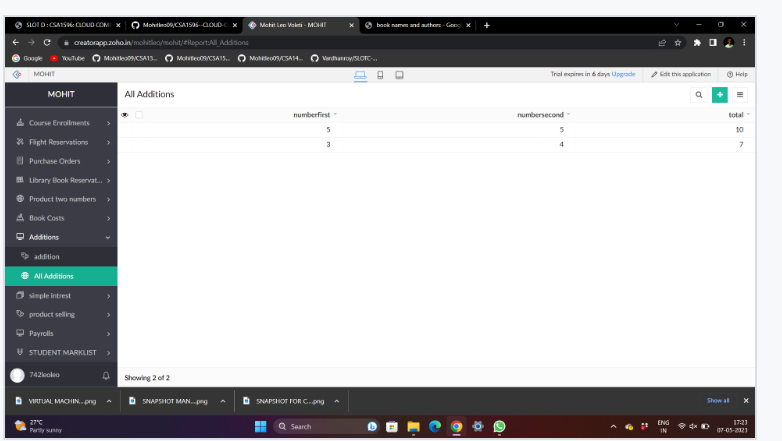 SLOT D : CSA1596: CLOUD COM
Mohitleo09/CSA1596--CLOUD-C
Mohit Leo Voleti - MOHIT
book names and authors - Goog
creatorapp.zoho.in/mohitleo/mohit/#Report:All_Additions
Google
YouTube
Mohitleo09/CSA13...
Mohitleo09/CSA15...
Mohitleo09/CSA14...
Vardhanroy/SLOTC-...
MOHIT
Trial expires in 6 days Upgrade
Edit this application
Help
MOHIT
All Additions
numberfirst
numbersecond
total
5 5 10
3 4 7
Course Enrollments
Flight Reservations
Purchase Orders
Library Book Reservat...
Product two numbers
Book Costs
Additions
addition
All Additions
simple intrest
product selling
Payrolls
STUDENT MARKLIST
742leoleo
Showing 2 of 2
VIRTUAL MACHIN....png
SNAPSHOT MAN....png
SNAPSHOT FOR C....png
Show all
27°C
Partly sunny
Search
ENG
IN
17:23
07-05-2023